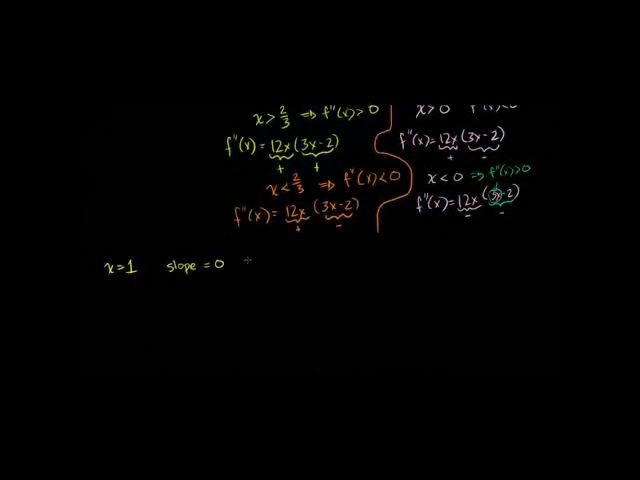 x > 2/3 ⇒ f''(x) > 0
f''(x) = 12x (3x-2)
+ +
x < 2/3 ⇒ f''(x) < 0
f''(x) = 12x (3x-2)
+ -
x > 0 f''(x) < 0
f''(x) = 12x (3x-2)
+ -
x < 0 ⇒ f''(x) > 0
f''(x) = 12x (3x-2)
- -
x = 1 slope = 0